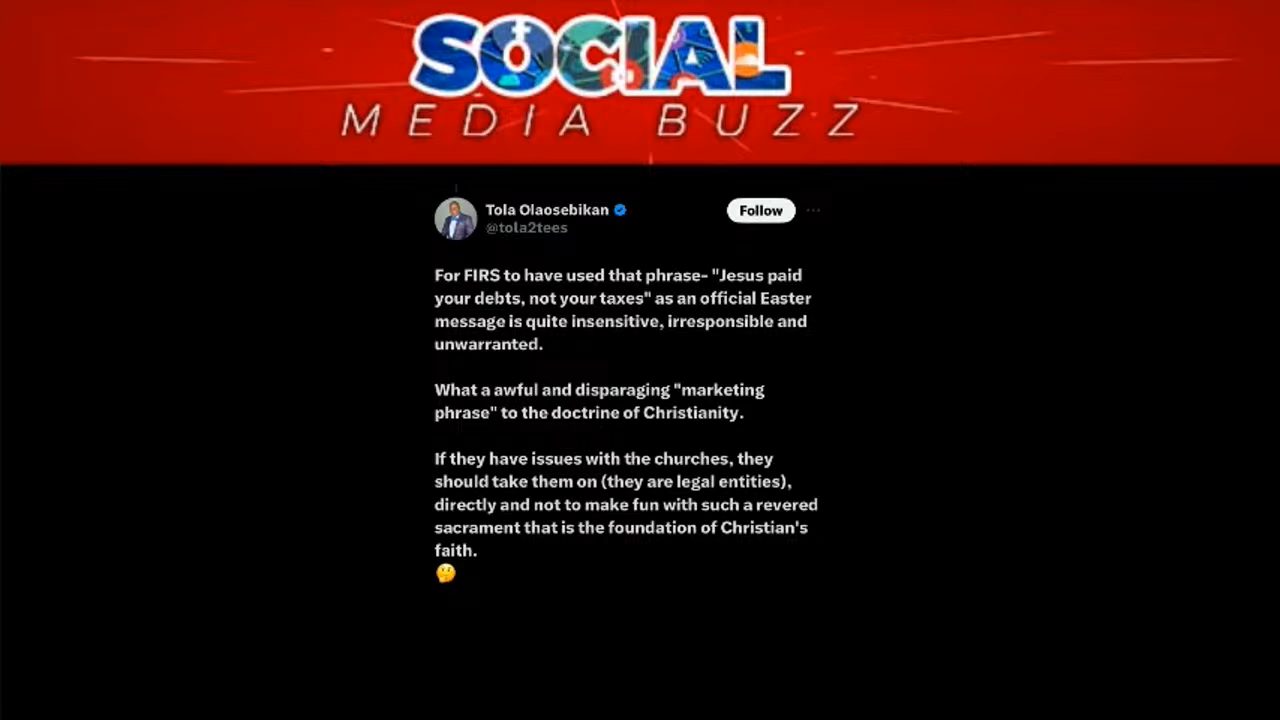 SOCIAL
MEDIA BUZZ
Tola Olaosebikan
Follow
@tola2tees
For FIRS to have used that phrase- "Jesus paid
your debts, not your taxes" as an official Easter
message is quite insensitive, irresponsible and
unwarranted.
What a awful and disparaging "marketing
phrase" to the doctrine of Christianity.
If they have issues with the churches, they
should take them on (they are legal entities),
directly and not to make fun with such a revered
sacrament that is the foundation of Christian's
faith.